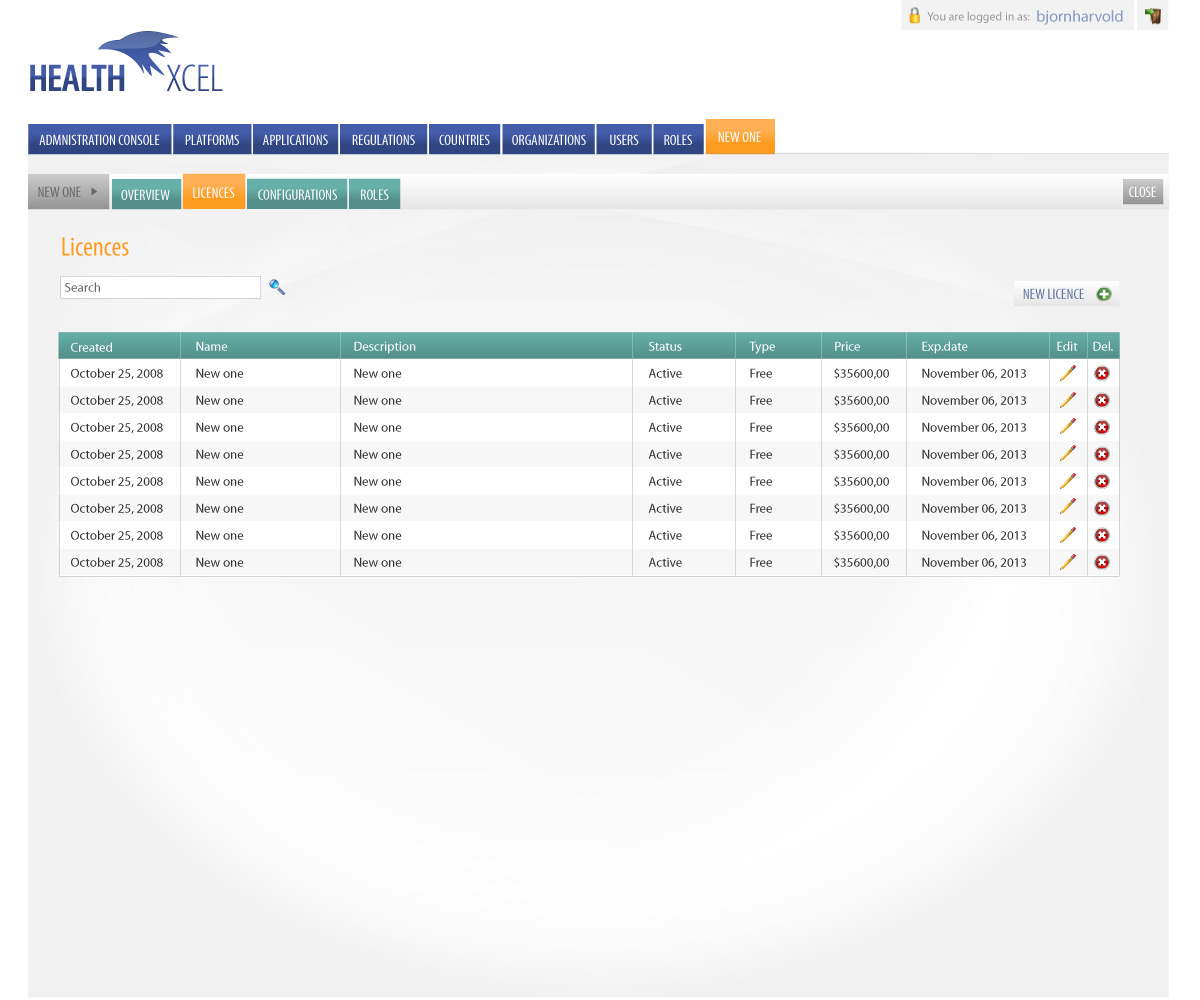 You are logged in as: bjornharvold
HEALTH XCEL
ADMNISTRATION CONSOLE PLATFORMS APPLICATIONS REGULATIONS COUNTRIES ORGANIZATIONS USERS ROLES NEW ONE
NEW ONE OVERVIEW LICENCES CONFIGURATIONS ROLES CLOSE
Licences
Search
NEW LICENCE
Created Name Description Status Type Price Exp.date Edit Del.
October 25, 2008 New one New one Active Free $35600,00 November 06, 2013
October 25, 2008 New one New one Active Free $35600,00 November 06, 2013
October 25, 2008 New one New one Active Free $35600,00 November 06, 2013
October 25, 2008 New one New one Active Free $35600,00 November 06, 2013
October 25, 2008 New one New one Active Free $35600,00 November 06, 2013
October 25, 2008 New one New one Active Free $35600,00 November 06, 2013
October 25, 2008 New one New one Active Free $35600,00 November 06, 2013
October 25, 2008 New one New one Active Free $35600,00 November 06, 2013